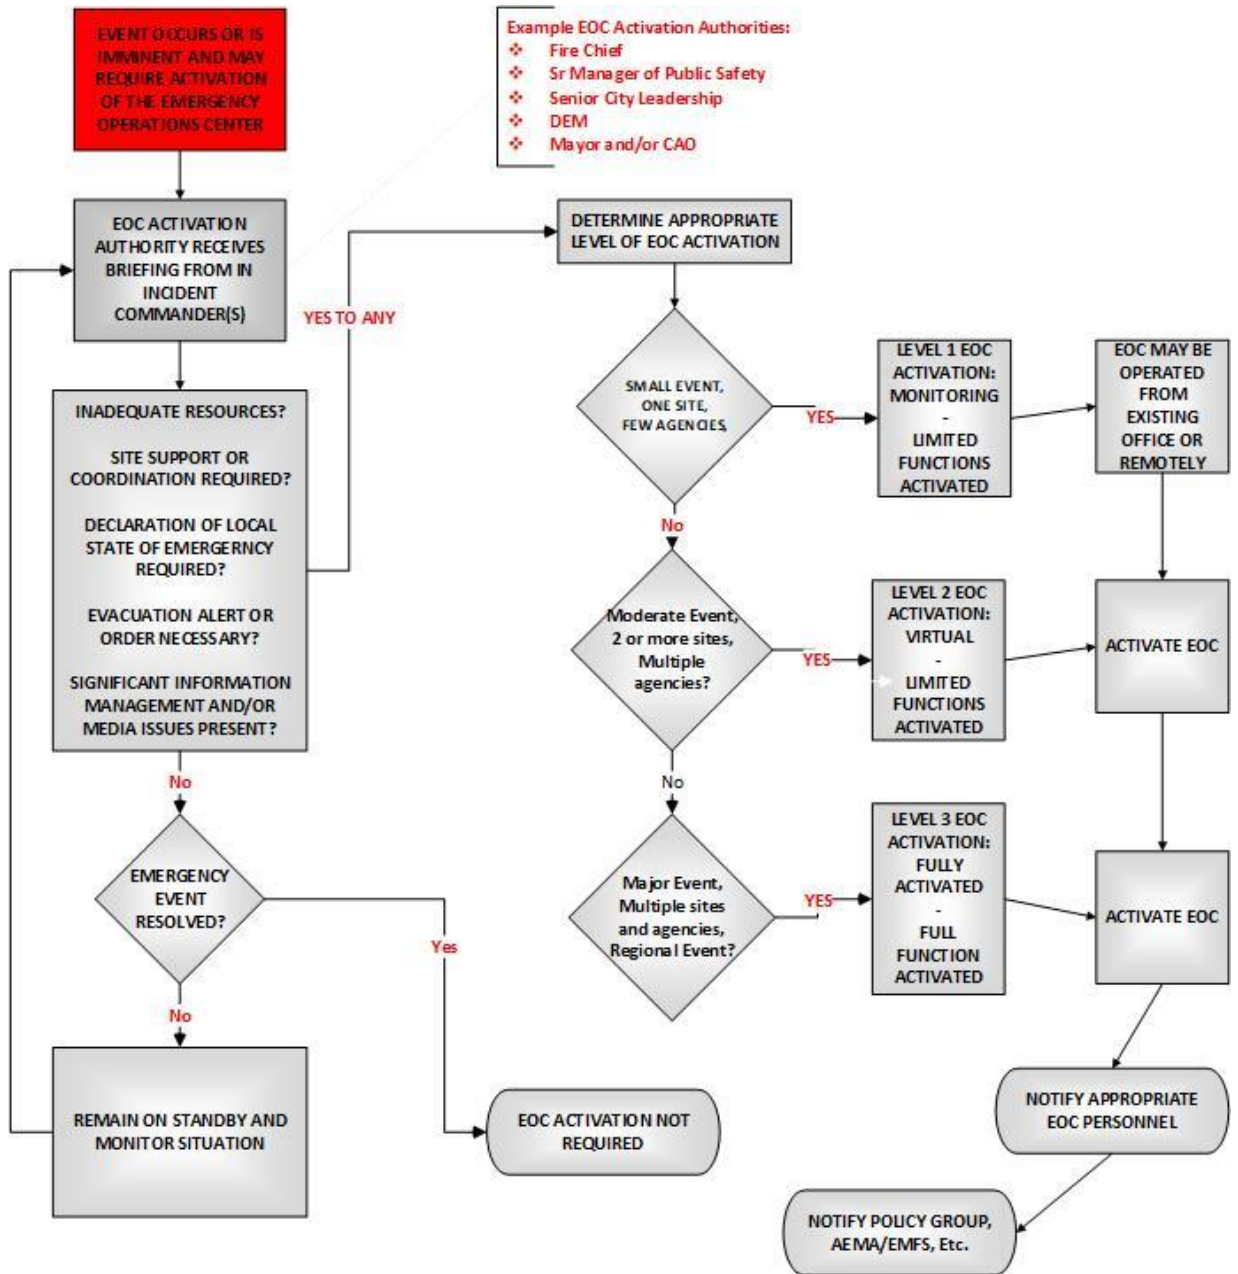 EVENT OCCURS OR IS
IMMINENT AND MAY
REQUIRE ACTIVATION
OF THE EMERGENCY
OPERATIONS CENTER
Example EOC Activation Authorities:
❖ Fire Chief
❖ Sr Manager of Public Safety
❖ Senior City Leadership
❖ DEM
❖ Mayor and/or CAO
EOC ACTIVATION
AUTHORITY RECEIVES
BRIEFING FROM IN
INCIDENT
COMMANDER(S)
YES TO ANY
DETERMINE APPROPRIATE
LEVEL OF EOC ACTIVATION
INADEQUATE RESOURCES?
SITE SUPPORT OR
COORDINATION REQUIRED?
DECLARATION OF LOCAL
STATE OF EMERGERNCY
REQUIRED?
EVACUATION ALERT OR
ORDER NECESSARY?
SIGNIFICANT INFORMATION
MANAGEMENT AND/OR
MEDIA ISSUES PRESENT?
SMALL EVENT,
ONE SITE,
FEW AGENCIES,
YES
LEVEL 1 EOC
ACTIVATION:
MONITORING
-
LIMITED
FUNCTIONS
ACTIVATED
EOC MAY BE
OPERATED
FROM
EXISTING
OFFICE OR
REMOTELY
No
Moderate Event,
2 or more sites,
Multiple
agencies?
YES
LEVEL 2 EOC
ACTIVATION:
VIRTUAL
-
LIMITED
FUNCTIONS
ACTIVATED
ACTIVATE EOC
No
No
Major Event,
Multiple sites
and agencies,
Regional Event?
YES
LEVEL 3 EOC
ACTIVATION:
FULLY
ACTIVATED
-
FULL
FUNCTION
ACTIVATED
ACTIVATE EOC
EMERGENCY
EVENT
RESOLVED?
Yes
No
REMAIN ON STANDBY AND
MONITOR SITUATION
EOC ACTIVATION NOT
REQUIRED
NOTIFY APPROPRIATE
EOC PERSONNEL
NOTIFY POLICY GROUP,
AEMA/EMFS, Etc.